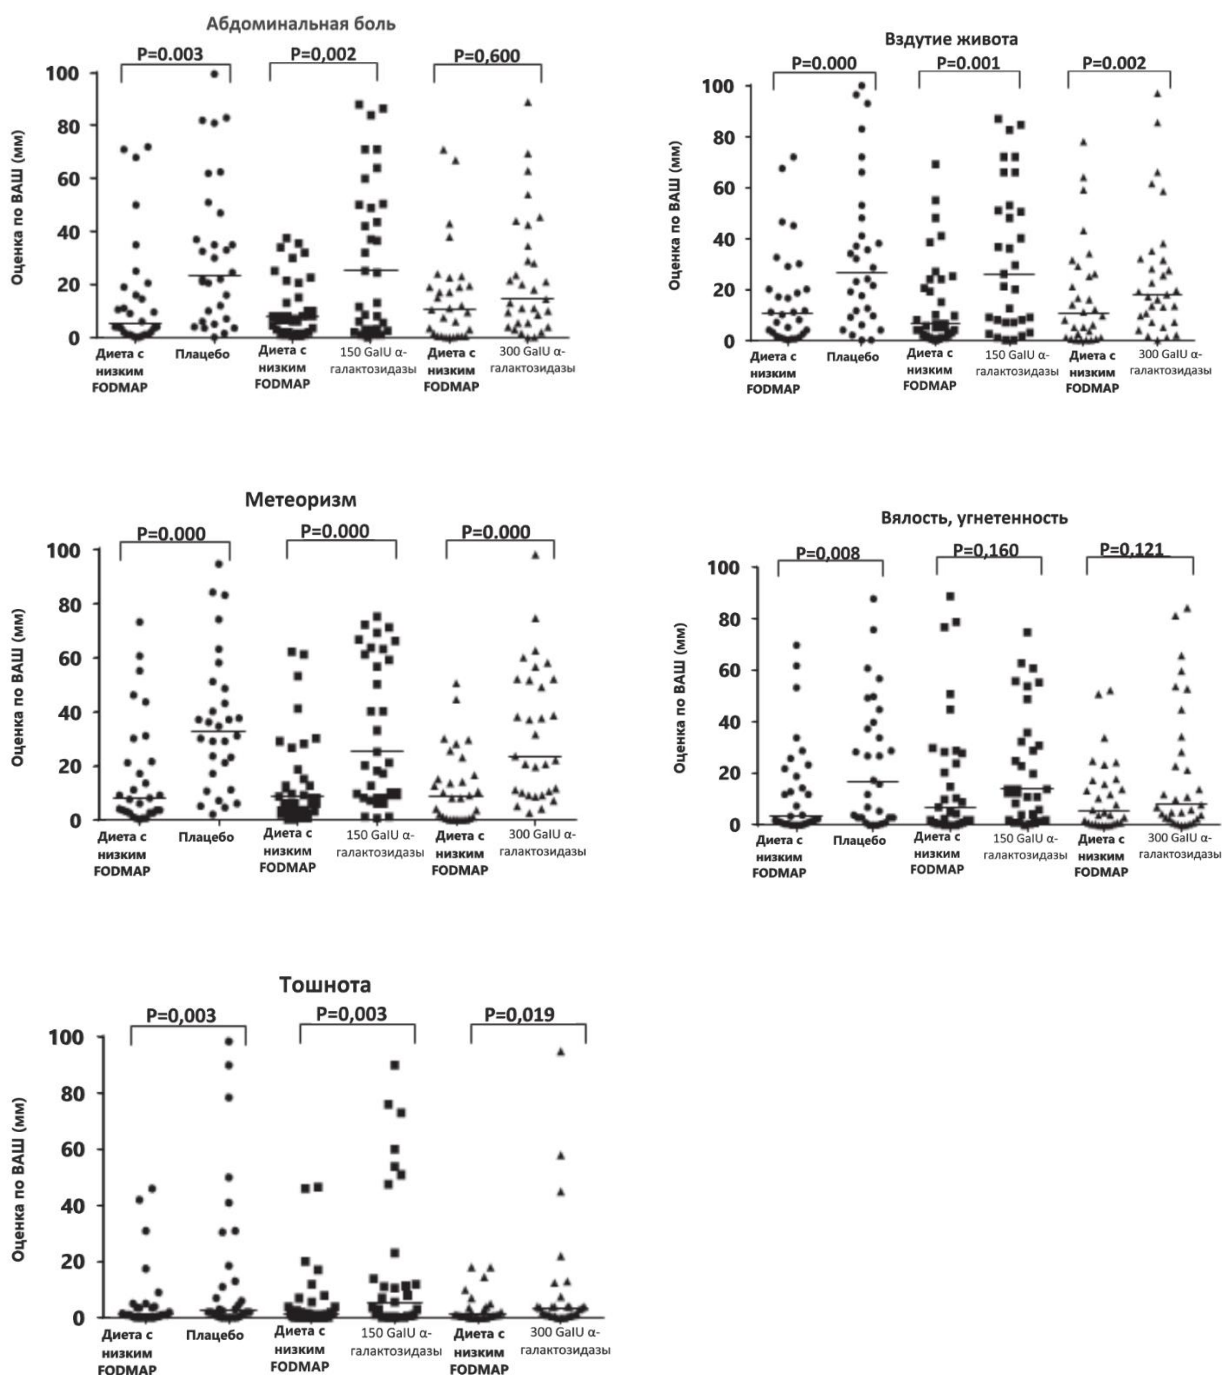 Абдоминальная боль
P=0.003
P=0,002
P=0,600
Оценка по ВАШ (мм)
100
80
60
40
20
0
Диета с
низким
FODMAP
Плацебо
Диета с
низким
FODMAP
150 GalU α-
галактозидазы
Диета с
низким
FODMAP
300 GalU α-
галактозидазы
Вздутие живота
P=0.000
P=0.001
P=0.002
Оценка по ВАШ (мм)
100
80
60
40
20
0
Диета с
низким
FODMAP
Плацебо
Диета с
низким
FODMAP
150 GalU α-
галактозидазы
Диета с
низким
FODMAP
300 GalU α-
галактозидазы
Метеоризм
P=0.000
P=0.000
P=0.000
Оценка по ВАШ (мм)
100
80
60
40
20
0
Диета с
низким
FODMAP
Плацебо
Диета с
низким
FODMAP
150 GalU α-
галактозидазы
Диета с
низким
FODMAP
300 GalU α-
галактозидазы
Вялость, угнетенность
P=0,008
P=0,160
P=0,121
Оценка по ВАШ (мм)
100
80
60
40
20
0
Диета с
низким
FODMAP
Плацебо
Диета с
низким
FODMAP
150 GalU α-
галактозидазы
Диета с
низким
FODMAP
300 GalU α-
галактозидазы
Тошнота
P=0,003
P=0,003
P=0,019
Оценка по ВАШ (мм)
100
80
60
40
20
0
Диета с
низким
FODMAP
Плацебо
Диета с
низким
FODMAP
150 GalU α-
галактозидазы
Диета с
низким
FODMAP
300 GalU α-
галактозидазы